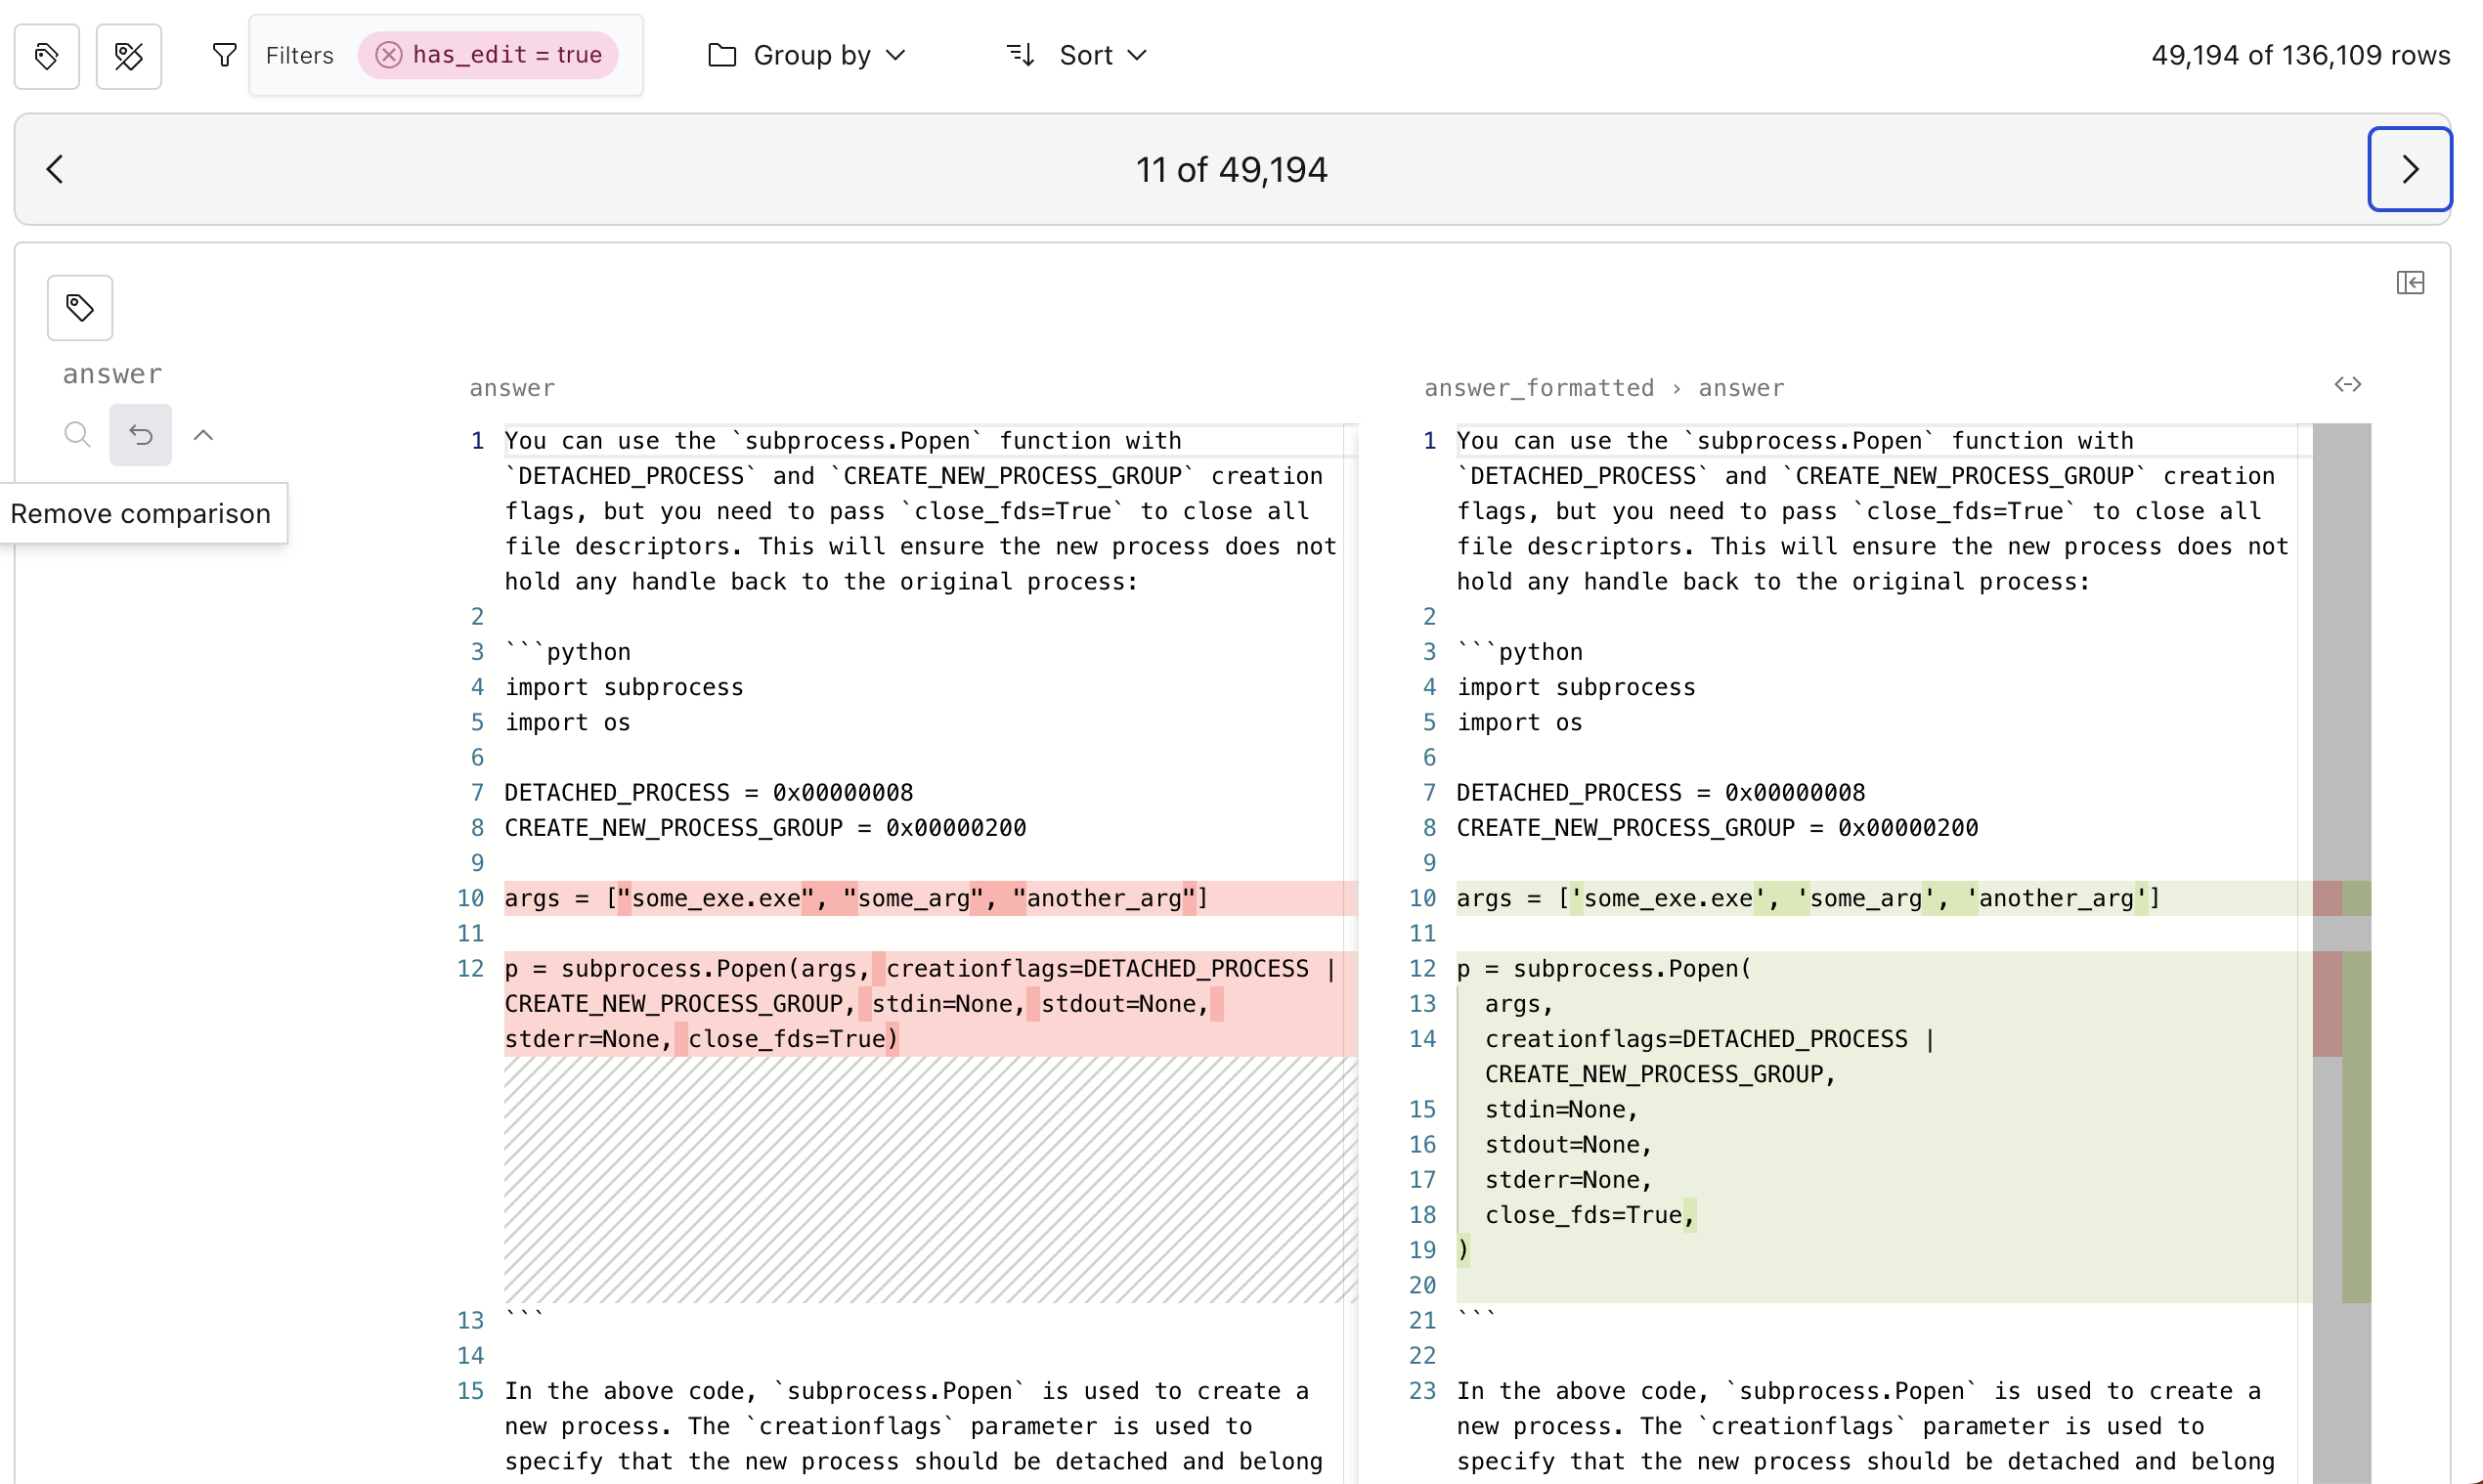 Filters has_edit = true Group by Sort 49,194 of 136,109 rows
11 of 49,194
answer
Remove comparison
answer
1 You can use the `subprocess.Popen` function with
`DETACHED_PROCESS` and `CREATE_NEW_PROCESS_GROUP` creation
flags, but you need to pass `close_fds=True` to close all
file descriptors. This will ensure the new process does not
hold any handle back to the original process:
2
3 ```python
4 import subprocess
5 import os
6
7 DETACHED_PROCESS = 0x00000008
8 CREATE_NEW_PROCESS_GROUP = 0x00000200
9
10 args = ["some_exe.exe", "some_arg", "another_arg"]
11
12 p = subprocess.Popen(args, creationflags=DETACHED_PROCESS |
CREATE_NEW_PROCESS_GROUP, stdin=None, stdout=None,
stderr=None, close_fds=True)
13 ```
14
15 In the above code, `subprocess.Popen` is used to create a
new process. The `creationflags` parameter is used to
specify that the new process should be detached and belong
answer_formatted › answer
1 You can use the `subprocess.Popen` function with
`DETACHED_PROCESS` and `CREATE_NEW_PROCESS_GROUP` creation
flags, but you need to pass `close_fds=True` to close all
file descriptors. This will ensure the new process does not
hold any handle back to the original process:
2
3 ```python
4 import subprocess
5 import os
6
7 DETACHED_PROCESS = 0x00000008
8 CREATE_NEW_PROCESS_GROUP = 0x00000200
9
10 args = ['some_exe.exe', 'some_arg', 'another_arg']
11
12 p = subprocess.Popen(
13 args,
14 creationflags=DETACHED_PROCESS |
CREATE_NEW_PROCESS_GROUP,
15 stdin=None,
16 stdout=None,
17 stderr=None,
18 close_fds=True,
19 )
20
21 ```
22
23 In the above code, `subprocess.Popen` is used to create a
new process. The `creationflags` parameter is used to
specify that the new process should be detached and belong